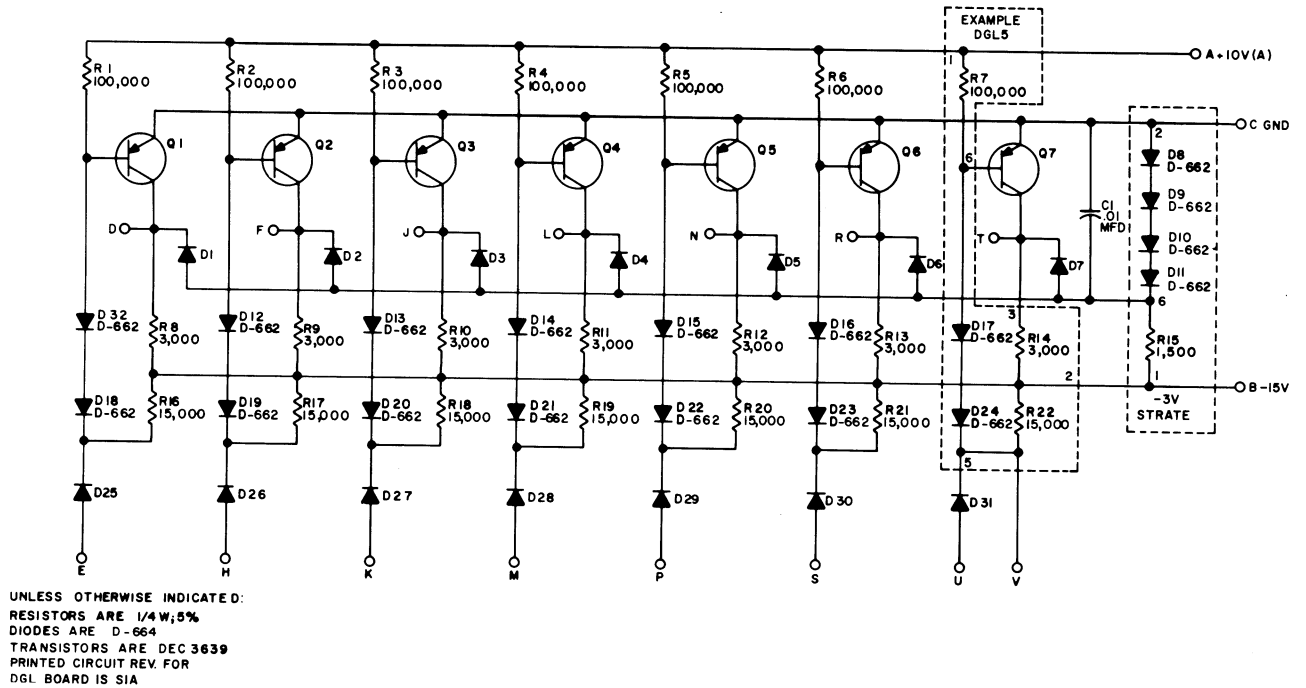 EXAMPLE
DGL5
A+10V(A)
R1
100,000
R2
100,000
R3
100,000
R4
100,000
R5
100,000
R6
100,000
1
R7
100,000
C GND
2
Q1
Q2
Q3
Q4
Q5
Q6
6
Q7
D8
D-662
D9
D-662
D10
D-662
D11
D-662
C1
.01
MFD
D
F
J
L
N
R
T
D1
D2
D3
D4
D5
D6
D7
6
3
D32
D-662
R8
3,000
D12
D-662
R9
3,000
D13
D-662
R10
3,000
D14
D-662
R11
3,000
D15
D-662
R12
3,000
D16
D-662
R13
3,000
D17
D-662
R14
3,000
R15
1,500
2
1
B-15V
-3V
STRATE
D18
D-662
R16
15,000
D19
D-662
R17
15,000
D20
D-662
R18
15,000
D21
D-662
R19
15,000
D22
D-662
R20
15,000
D23
D-662
R21
15,000
D24
D-662
R22
15,000
5
D25
D26
D27
D28
D29
D30
D31
E
H
K
M
P
S
U
V
UNLESS OTHERWISE INDICATED:
RESISTORS ARE 1/4W;5%
DIODES ARE D-664
TRANSISTORS ARE DEC 3639
PRINTED CIRCUIT REV. FOR
DGL BOARD IS SIA